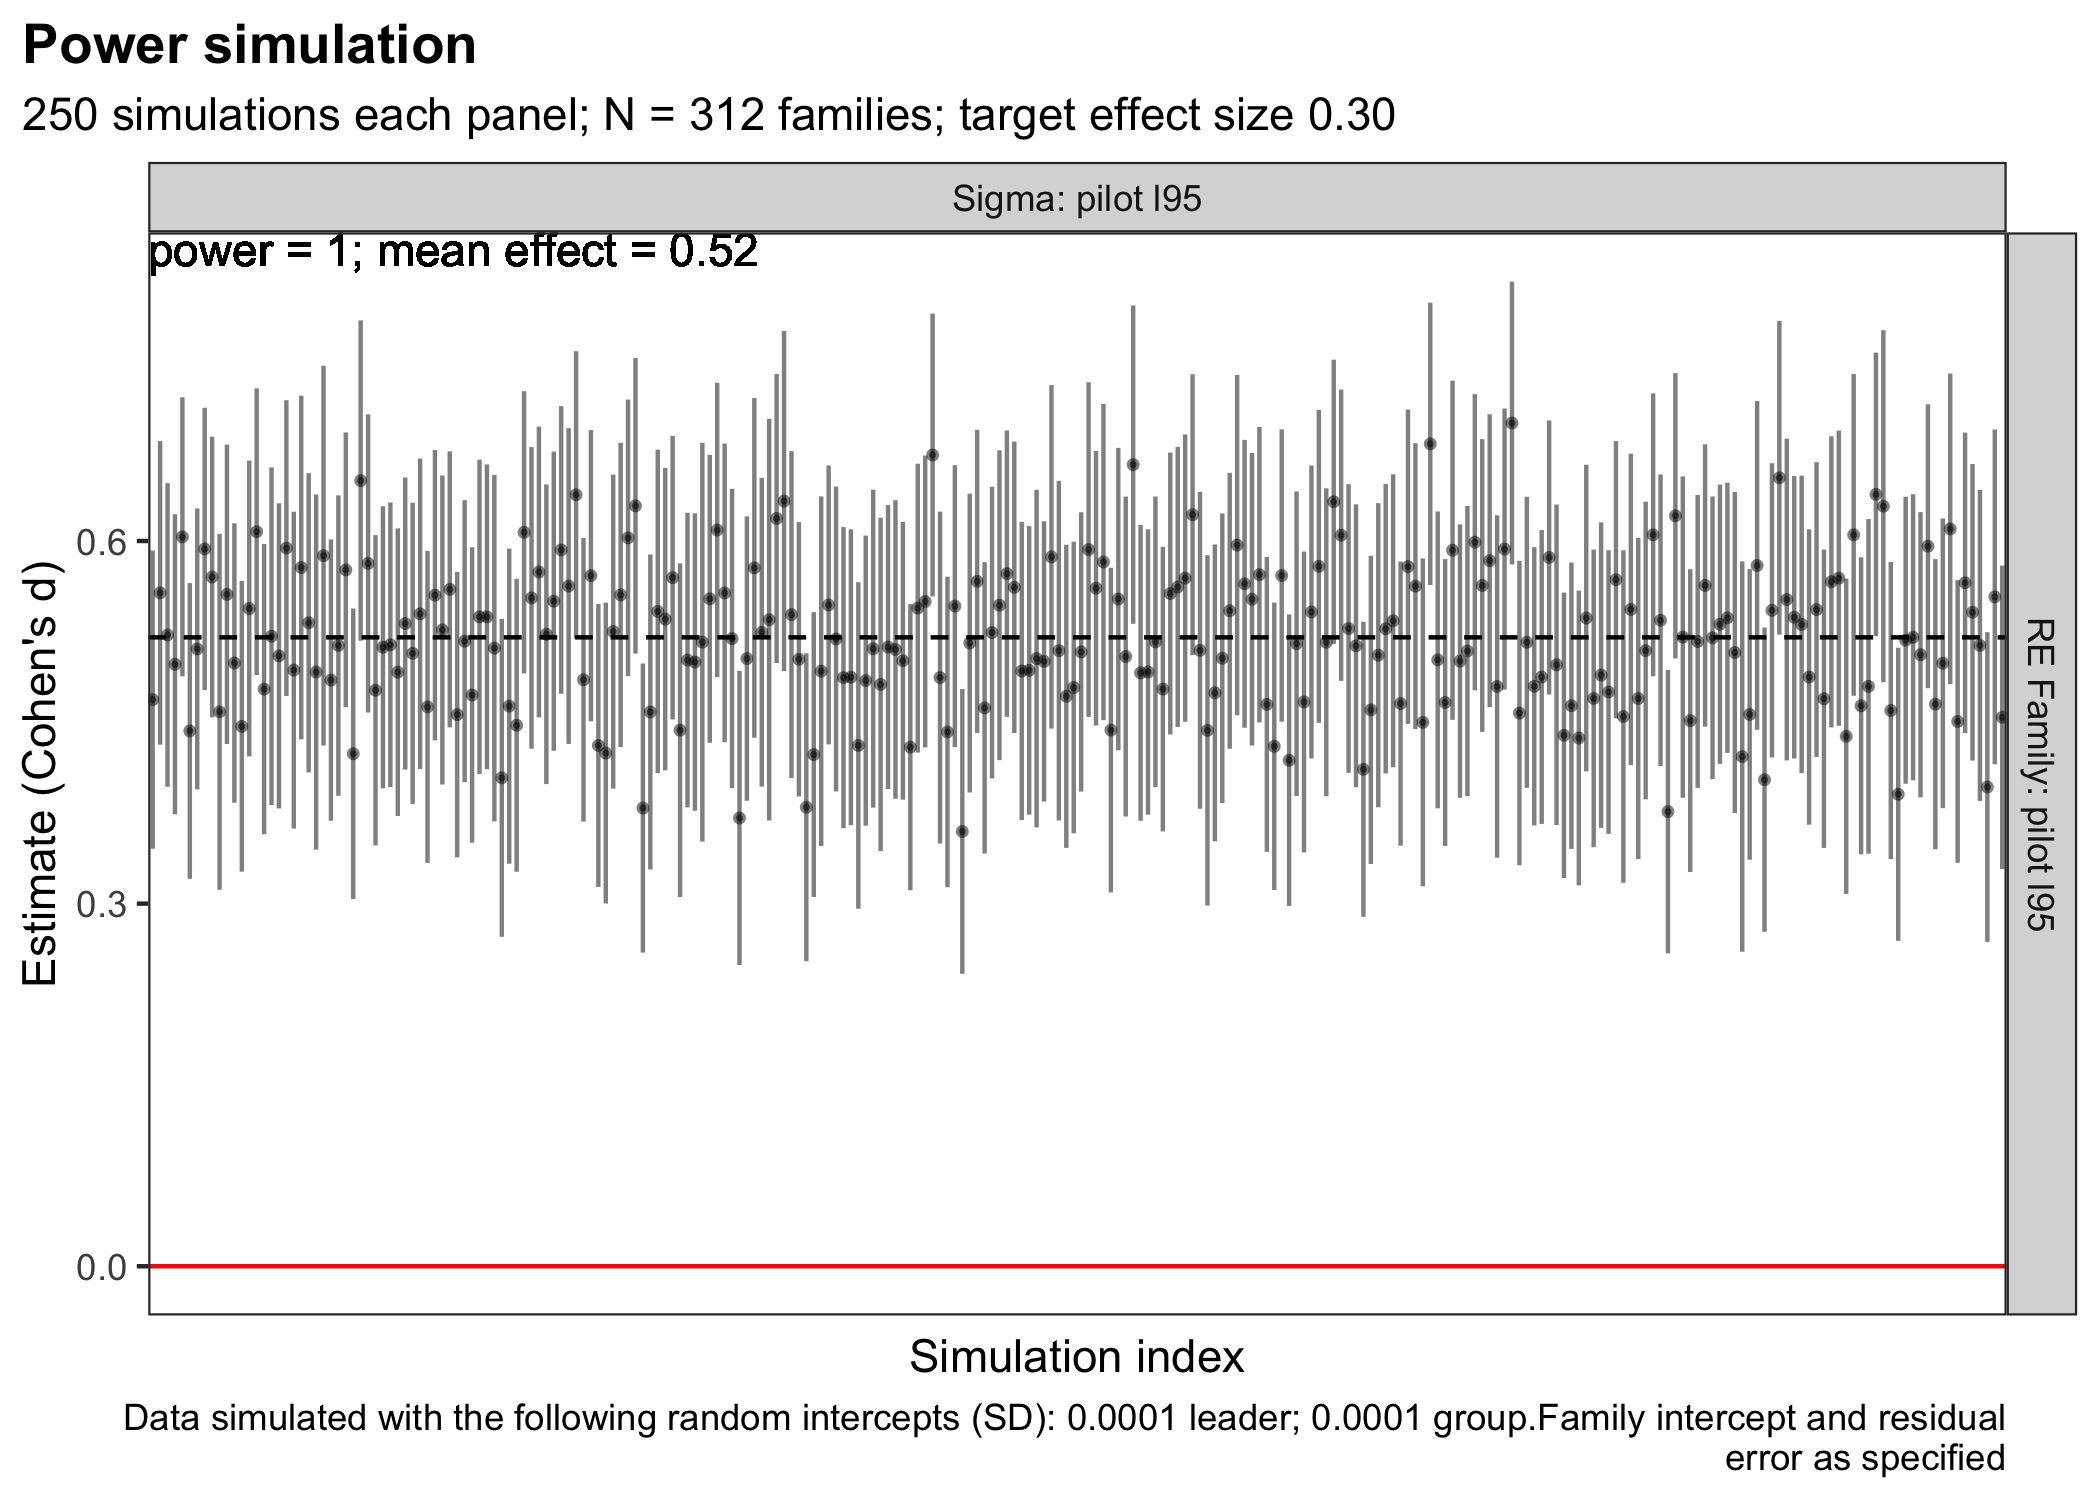 Power simulation
250 simulations each panel; N = 312 families; target effect size 0.30
Sigma: pilot l95
power = 1; mean effect = 0.52
Estimate (Cohen's d)
0.6
0.3
0.0
RE Family: pilot l95
Simulation index
Data simulated with the following random intercepts (SD): 0.0001 leader; 0.0001 group.Family intercept and residual
error as specified